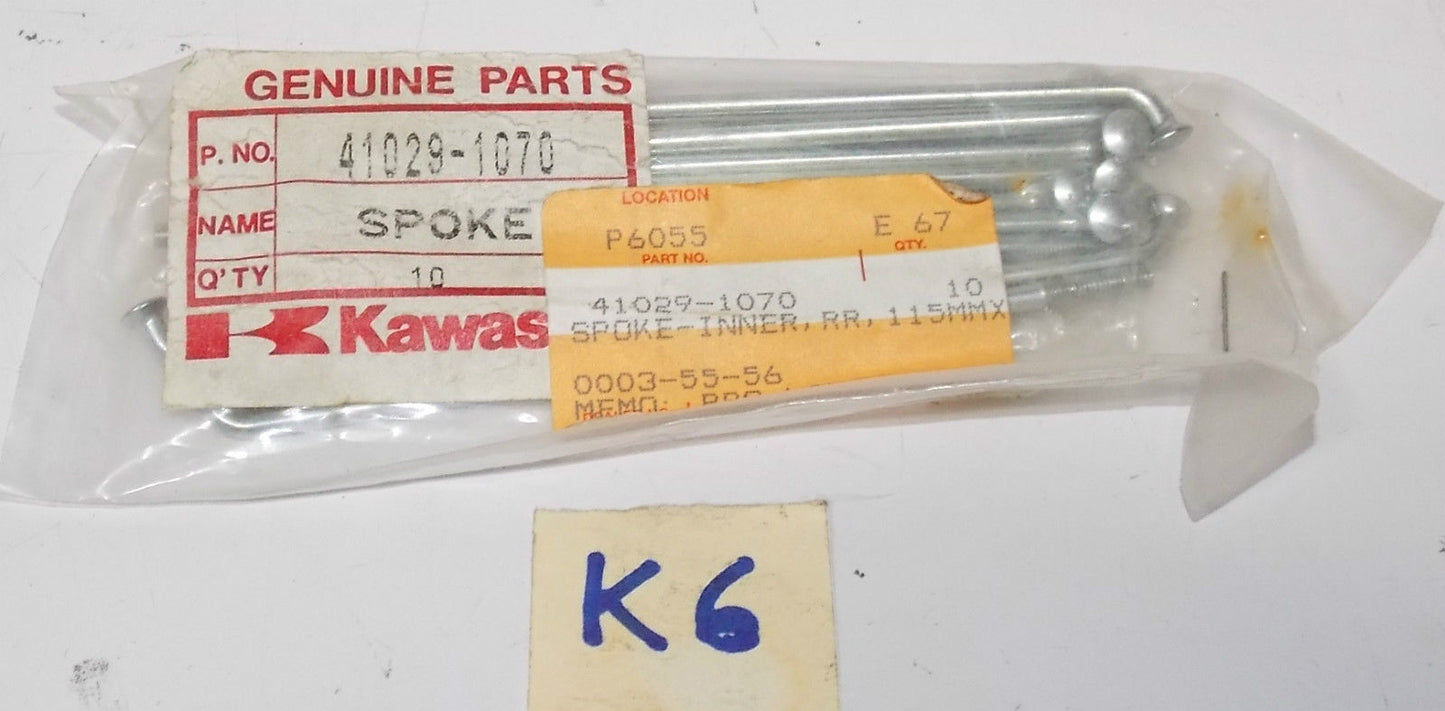 GENUINE PARTS
P. NO. 41029-1070
NAME SPOKE
Q'TY 10
Kawas
LOCATION
P6055 E 67
PART NO. QTY.
41029-1070 10
SPOKE-INNER, RR, 115MMX
0003-55-56
MEMO:
K6